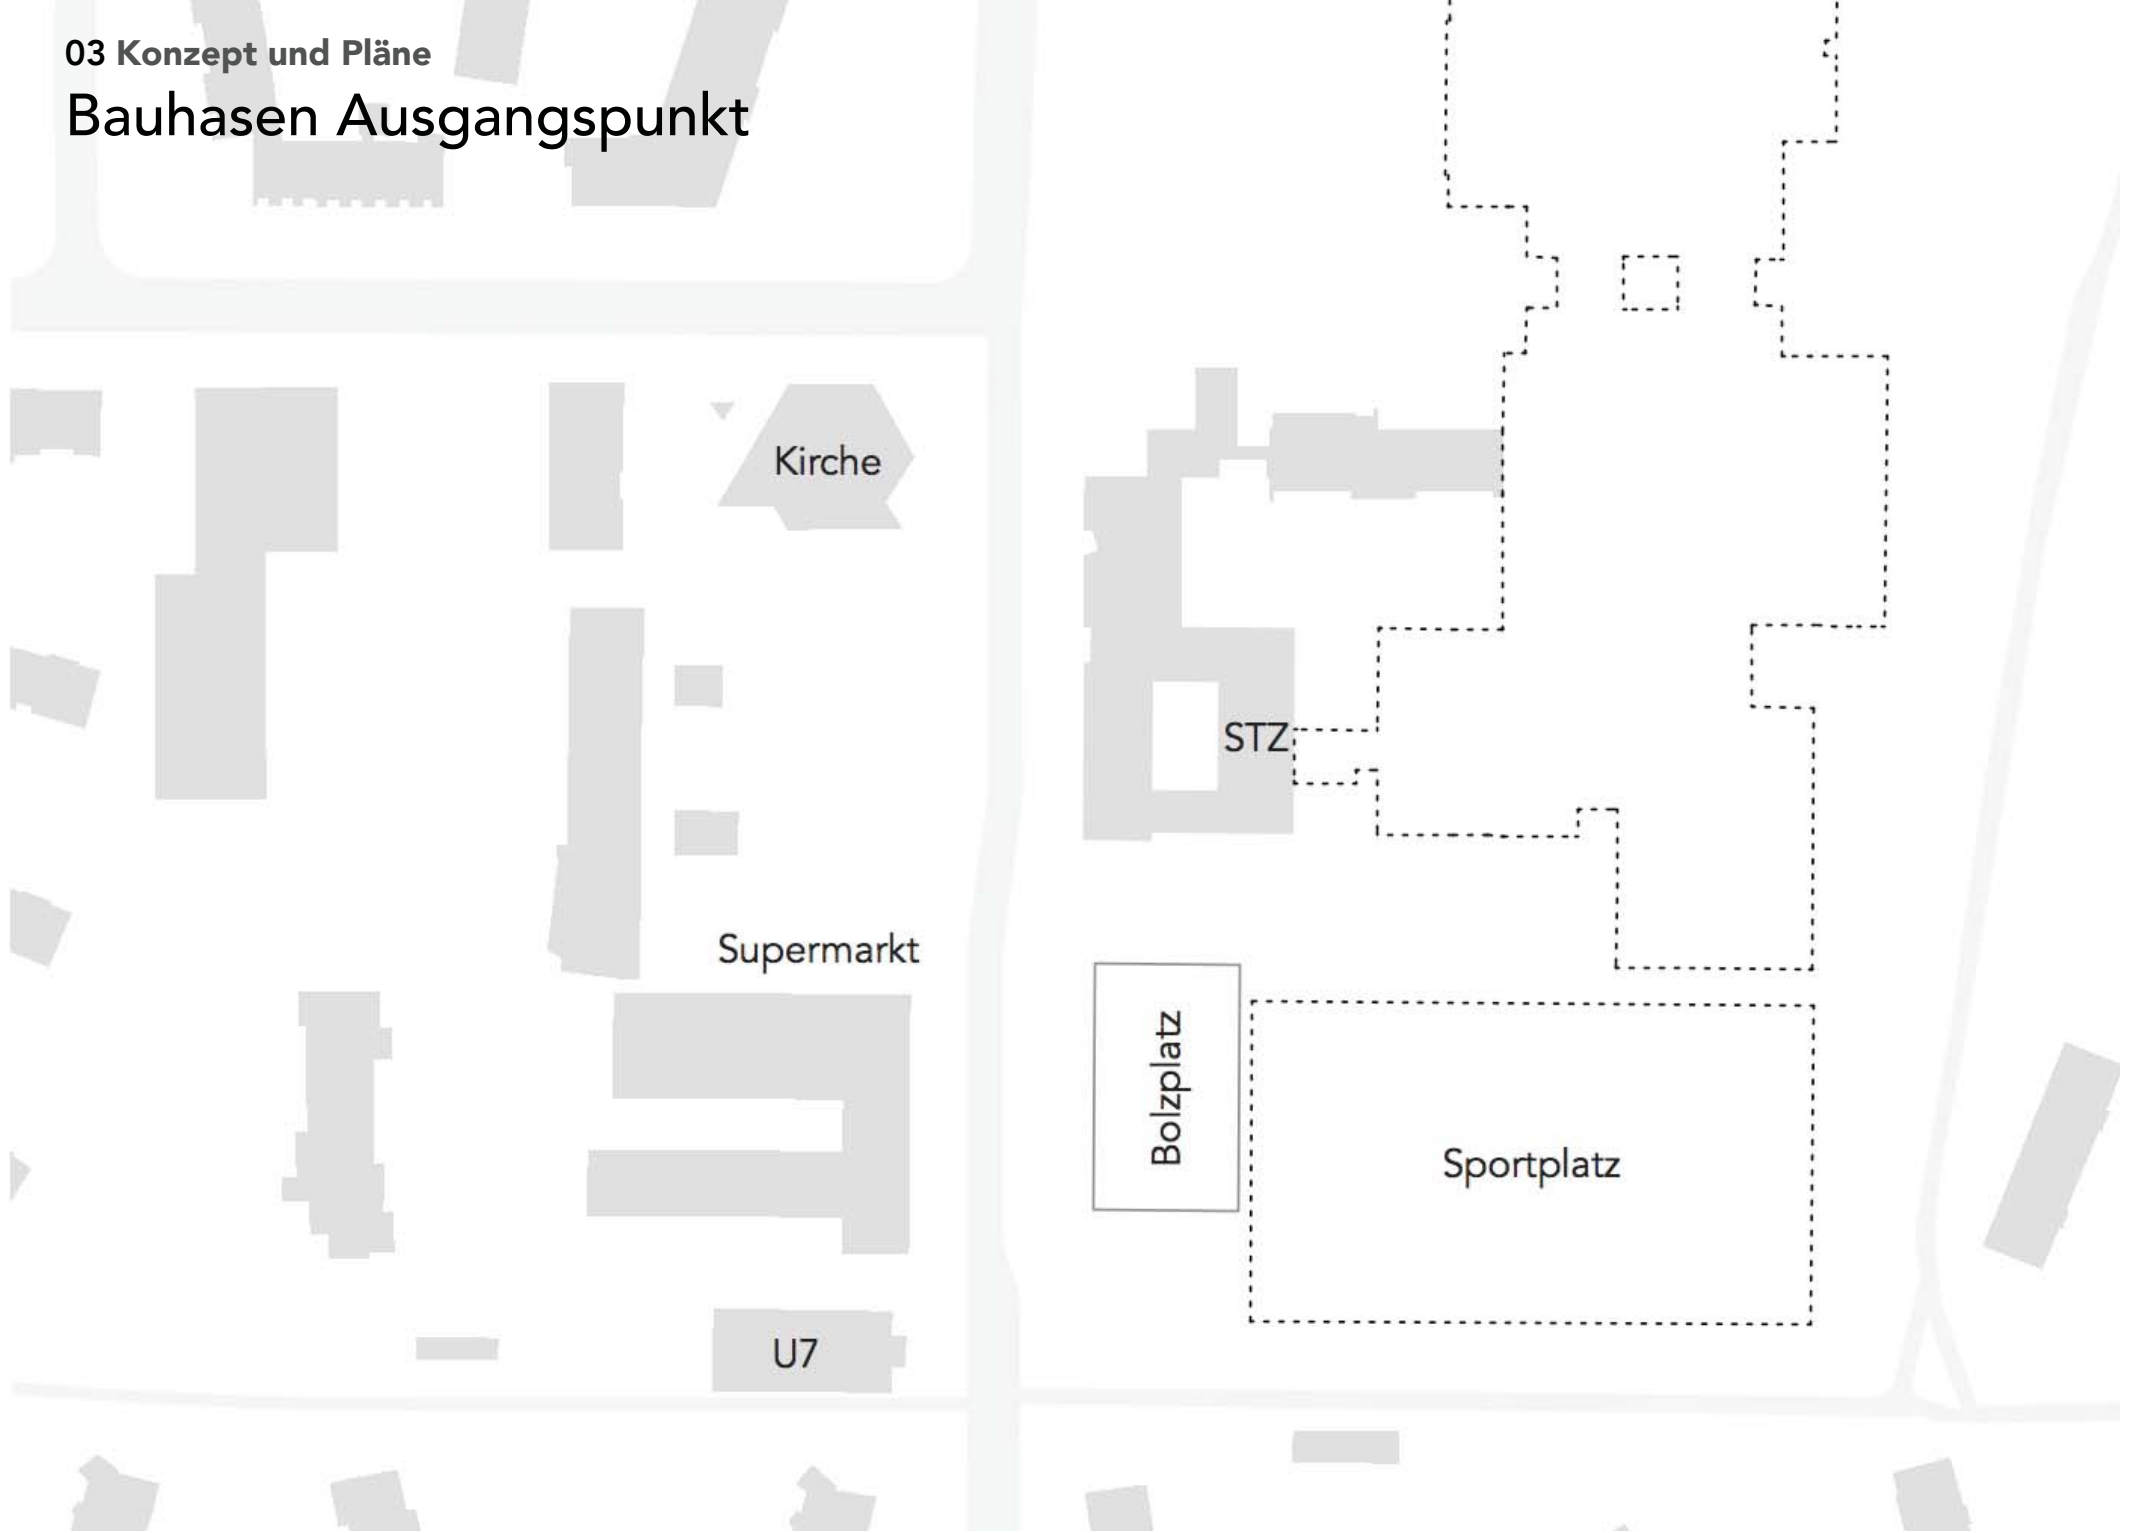 03 Konzept und Pläne
Bauhasen Ausgangspunkt
Kirche
STZ
Supermarkt
Bolzplatz
Sportplatz
U7